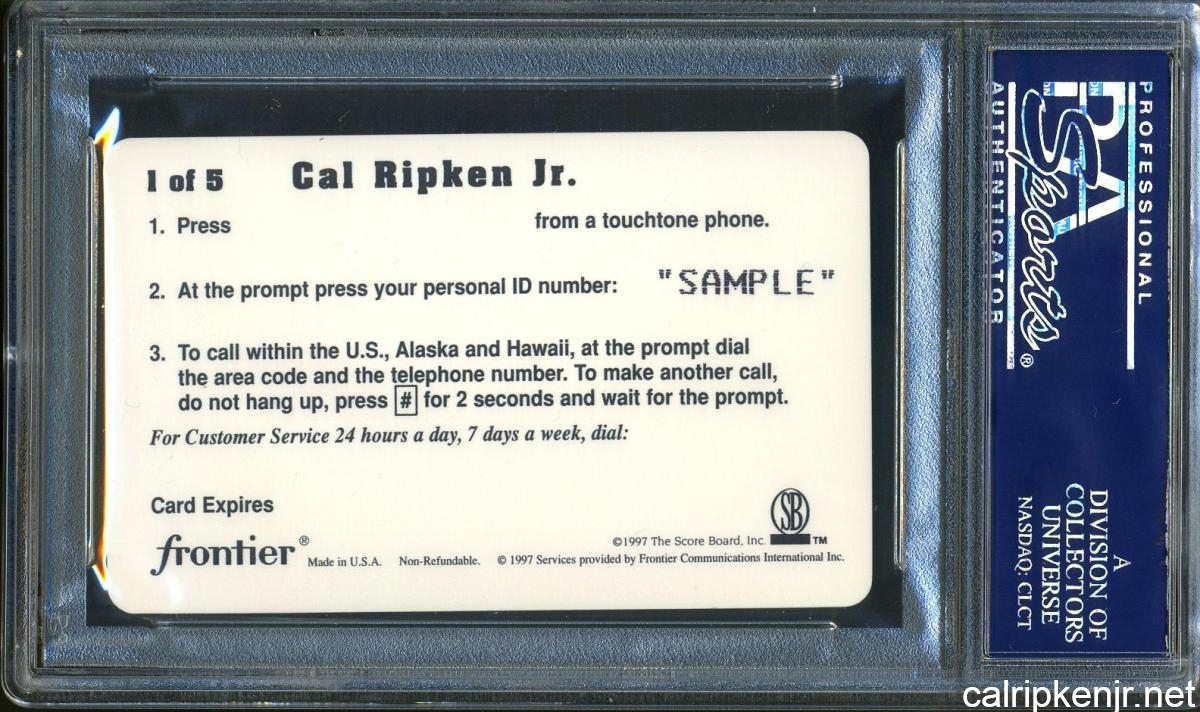 1 of 5 Cal Ripken Jr.
1. Press from a touchtone phone.
2. At the prompt press your personal ID number: "SAMPLE"
3. To call within the U.S., Alaska and Hawaii, at the prompt dial
the area code and the telephone number. To make another call,
do not hang up, press # for 2 seconds and wait for the prompt.
For Customer Service 24 hours a day, 7 days a week, dial:
Card Expires
SB
©1997 The Score Board, Inc. TM
frontier® Made in U.S.A. Non-Refundable. © 1997 Services provided by Frontier Communications International Inc.
PROFESSIONAL
PSA
Sports®
AUTHENTICATOR
A
DIVISION OF
COLLECTORS
UNIVERSE
NASDAQ: CLCT
calripkenjr.net